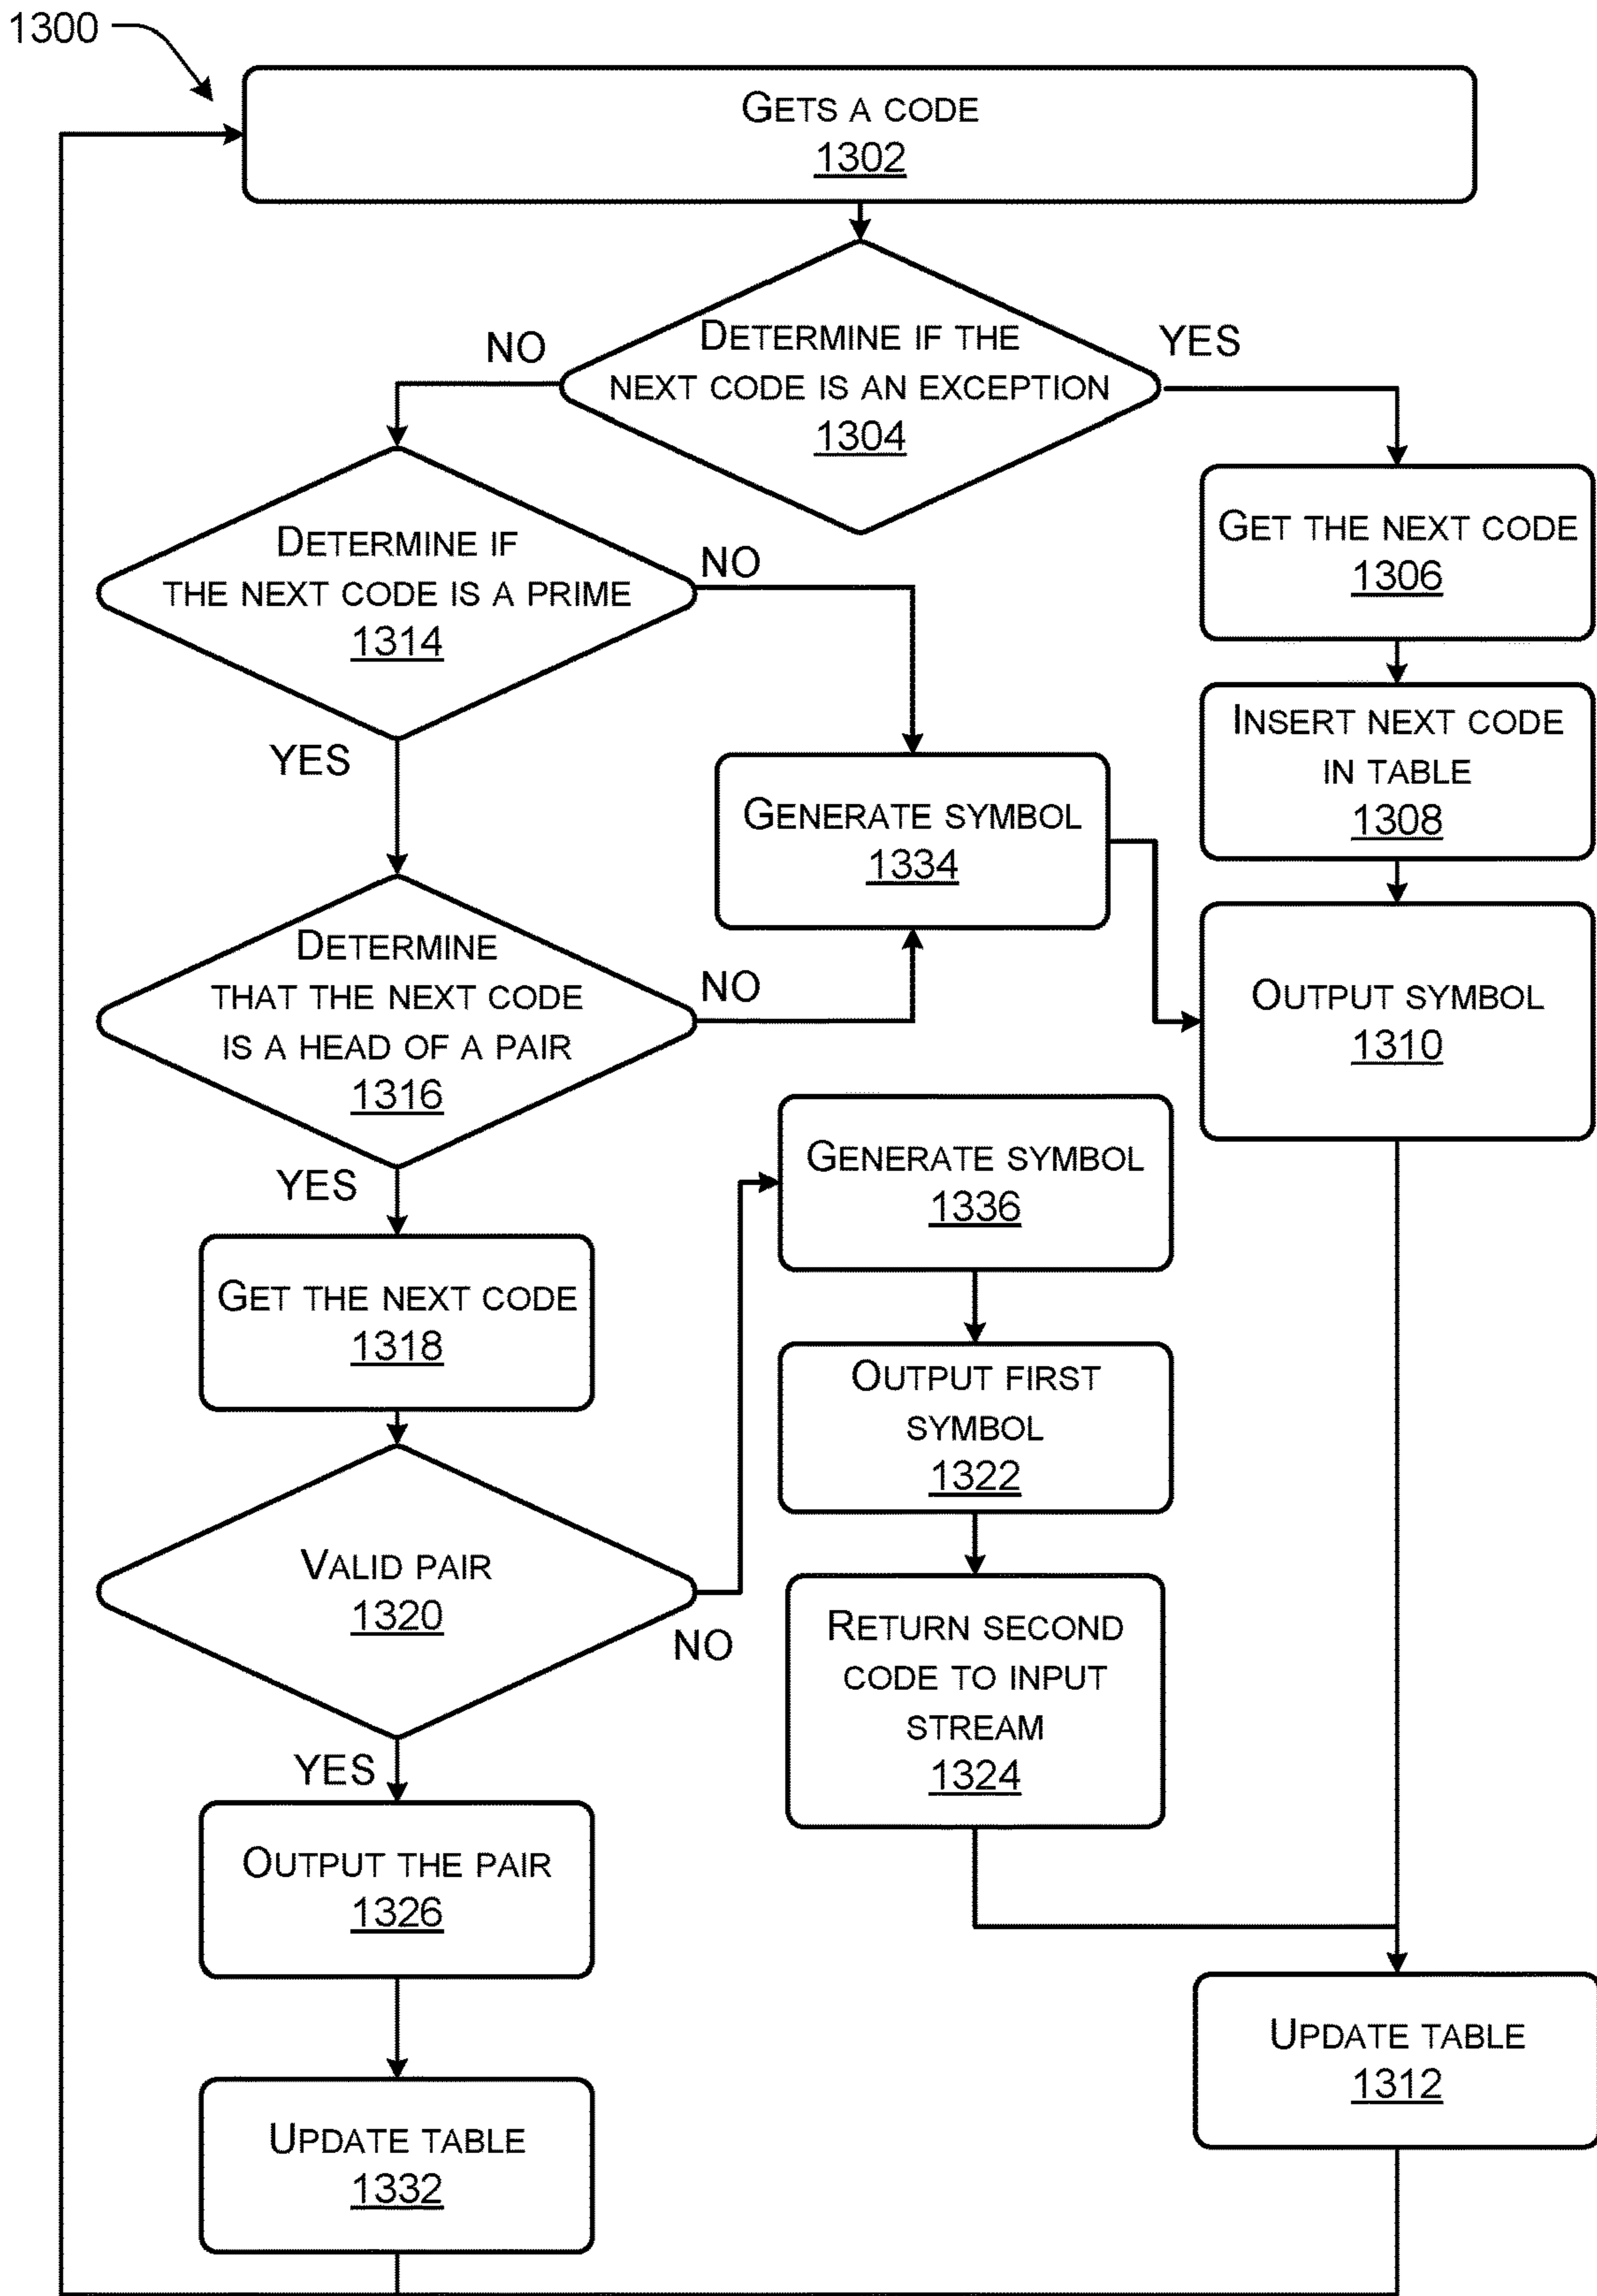 1300
GETS A CODE
1302
NO
DETERMINE IF THE
NEXT CODE IS AN EXCEPTION
1304
YES
DETERMINE IF
THE NEXT CODE IS A PRIME
1314
NO
GET THE NEXT CODE
1306
YES
INSERT NEXT CODE
IN TABLE
1308
GENERATE SYMBOL
1334
DETERMINE
THAT THE NEXT CODE
IS A HEAD OF A PAIR
1316
NO
OUTPUT SYMBOL
1310
YES
GENERATE SYMBOL
1336
GET THE NEXT CODE
1318
OUTPUT FIRST
SYMBOL
1322
VALID PAIR
1320
NO
RETURN SECOND
CODE TO INPUT
STREAM
1324
YES
OUTPUT THE PAIR
1326
UPDATE TABLE
1312
UPDATE TABLE
1332